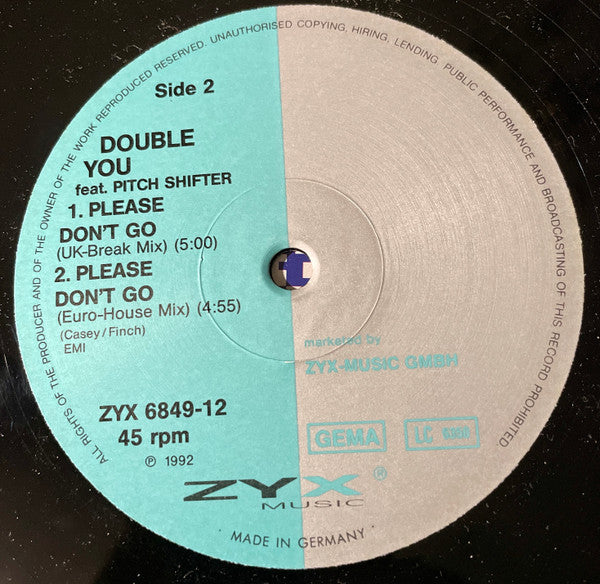 ALL RIGHTS OF THE PRODUCER AND OF THE OWNER OF THE WORK REPRODUCED RESERVED. UNAUTHORISED COPYING, HIRING, LENDING PUBLIC PERFORMANCE AND BROADCASTING OF THIS RECORD PROHIBITED
Side 2
DOUBLE
YOU
feat. PITCH SHIFTER
1. PLEASE
DON'T GO
(UK-Break Mix) (5:00)
2. PLEASE
DON'T GO
(Euro-House Mix) (4:55)
(Casey/Finch)
EMI
marketed by
ZYX-MUSIC GMBH
ZYX 6849-12
45 rpm
℗ 1992
GEMA
LC
ZYX ®
MUSIC
MADE IN GERMANY